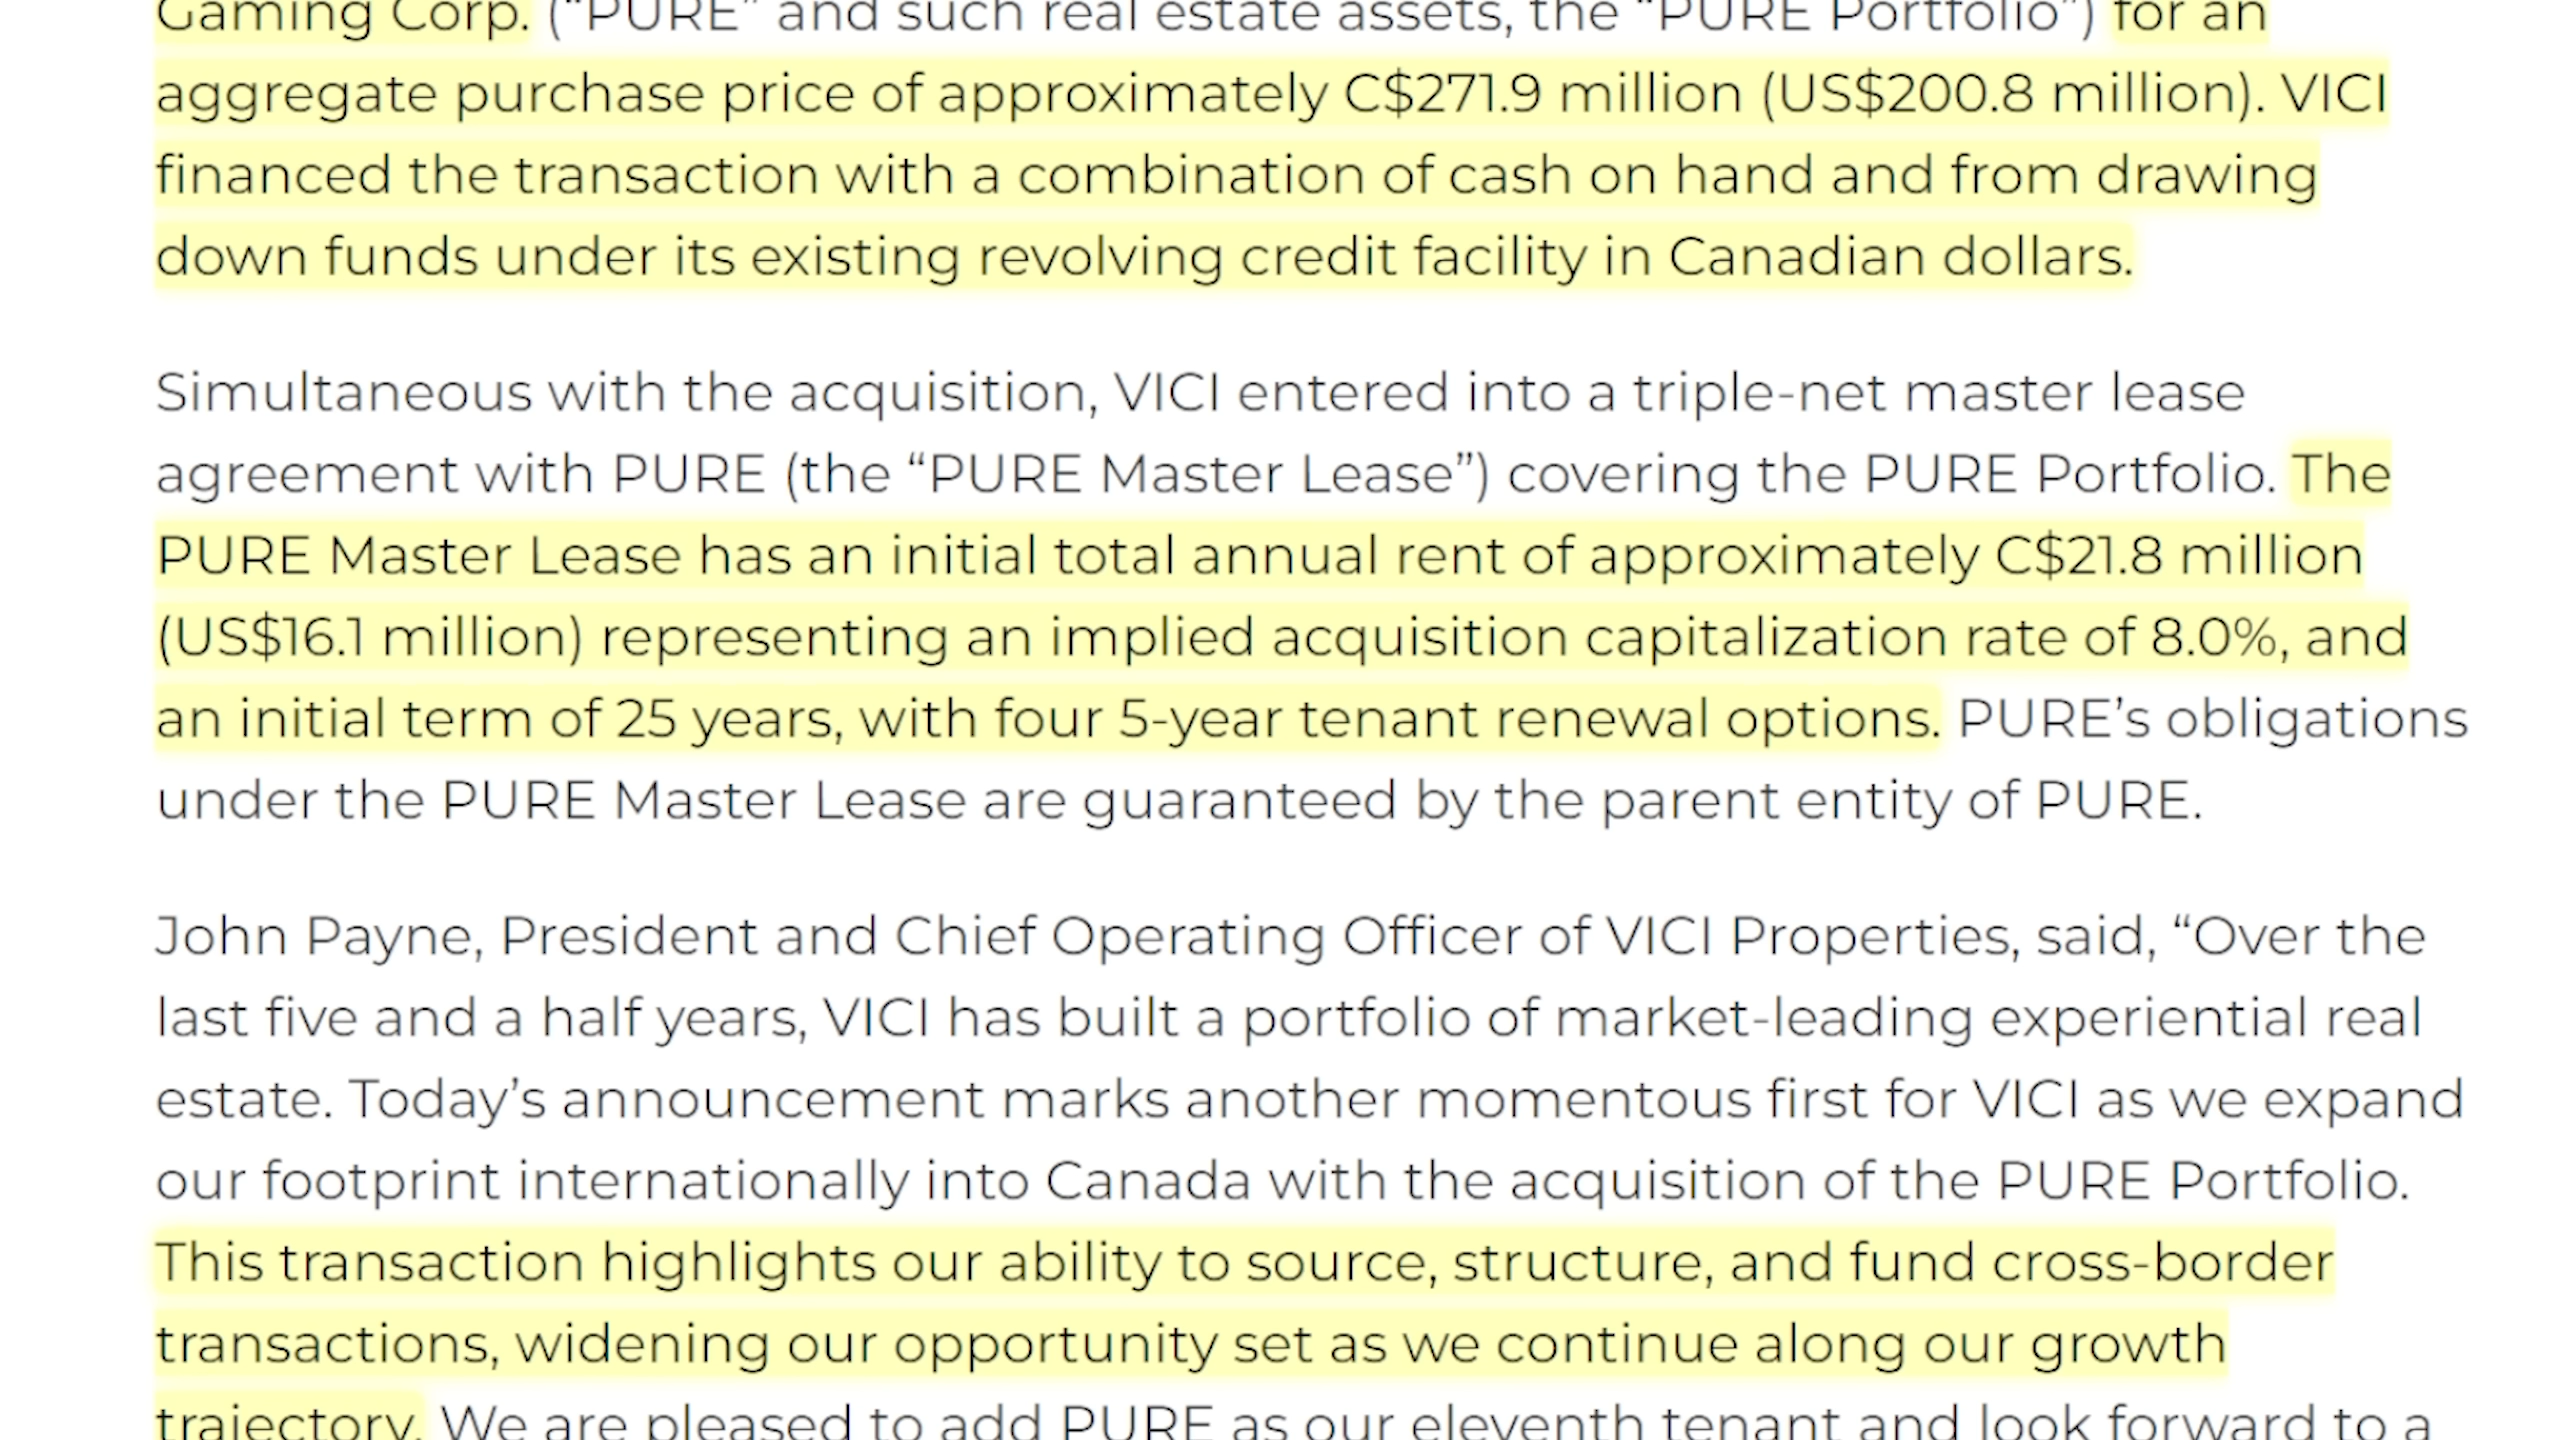 Gaming Corp. (“PURE” and such real estate assets, the “PURE Portfolio”) for an
aggregate purchase price of approximately C$271.9 million (US$200.8 million). VICI
financed the transaction with a combination of cash on hand and from drawing
down funds under its existing revolving credit facility in Canadian dollars.
Simultaneous with the acquisition, VICI entered into a triple-net master lease
agreement with PURE (the “PURE Master Lease”) covering the PURE Portfolio. The
PURE Master Lease has an initial total annual rent of approximately C$21.8 million
(US$16.1 million) representing an implied acquisition capitalization rate of 8.0%, and
an initial term of 25 years, with four 5-year tenant renewal options. PURE’s obligations
under the PURE Master Lease are guaranteed by the parent entity of PURE.
John Payne, President and Chief Operating Officer of VICI Properties, said, “Over the
last five and a half years, VICI has built a portfolio of market-leading experiential real
estate. Today’s announcement marks another momentous first for VICI as we expand
our footprint internationally into Canada with the acquisition of the PURE Portfolio.
This transaction highlights our ability to source, structure, and fund cross-border
transactions, widening our opportunity set as we continue along our growth
trajectory. We are pleased to add PURE as our eleventh tenant and look forward to a